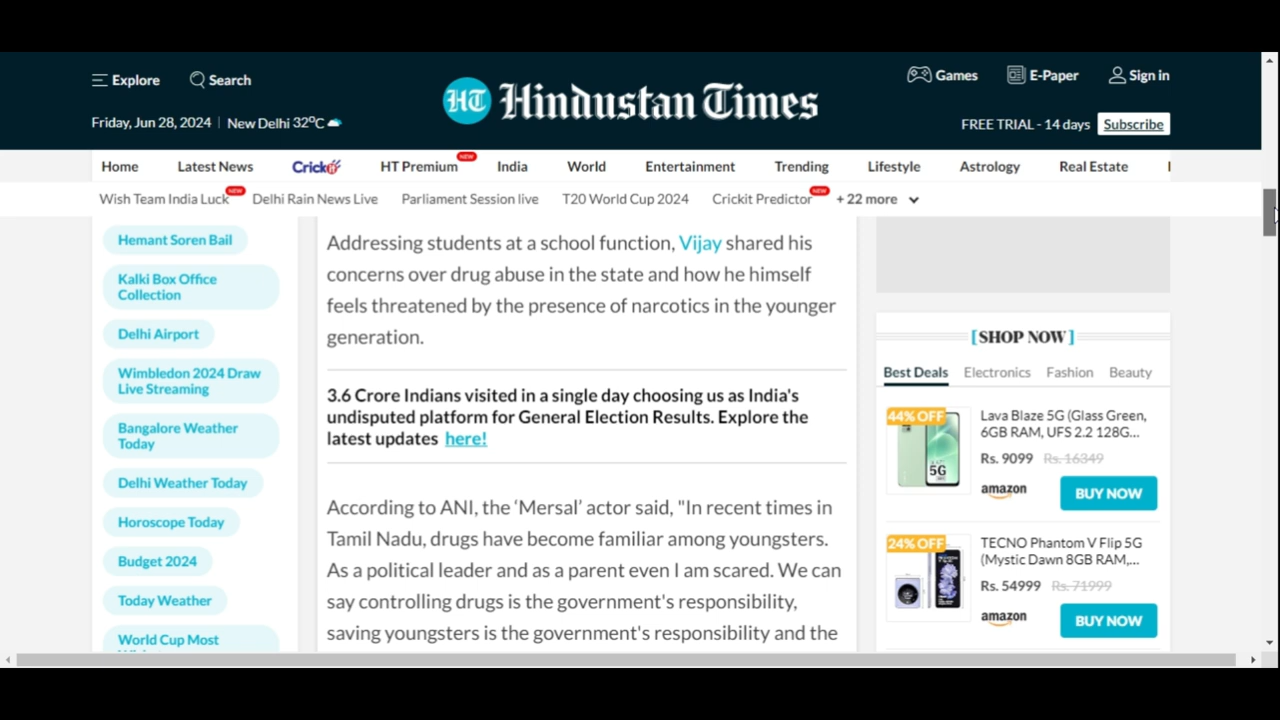 Explore
Search
HT Hindustan Times
Games
E-Paper
Sign in
Friday, Jun 28, 2024 | New Delhi 32°C
FREE TRIAL - 14 days Subscribe
Home Latest News Crickit HT Premium NEW India World Entertainment Trending Lifestyle Astrology Real Estate
Wish Team India Luck NEW Delhi Rain News Live Parliament Session live T20 World Cup 2024 Crickit Predictor NEW + 22 more
Hemant Soren Bail
Kalki Box Office
Collection
Delhi Airport
Wimbledon 2024 Draw
Live Streaming
Bangalore Weather
Today
Delhi Weather Today
Horoscope Today
Budget 2024
Today Weather
World Cup Most
Addressing students at a school function, Vijay shared his
concerns over drug abuse in the state and how he himself
feels threatened by the presence of narcotics in the younger
generation.
3.6 Crore Indians visited in a single day choosing us as India's
undisputed platform for General Election Results. Explore the
latest updates here!
According to ANI, the ‘Mersal’ actor said, "In recent times in
Tamil Nadu, drugs have become familiar among youngsters.
As a political leader and as a parent even I am scared. We can
say controlling drugs is the government's responsibility,
saving youngsters is the government's responsibility and the
[SHOP NOW]
Best Deals Electronics Fashion Beauty
44% OFF
5G
Lava Blaze 5G (Glass Green,
6GB RAM, UFS 2.2 128G...
Rs. 9099 Rs. 16349
amazon
BUY NOW
24% OFF
TECNO Phantom V Flip 5G
(Mystic Dawn 8GB RAM,...
Rs. 54999 Rs. 71999
amazon
BUY NOW